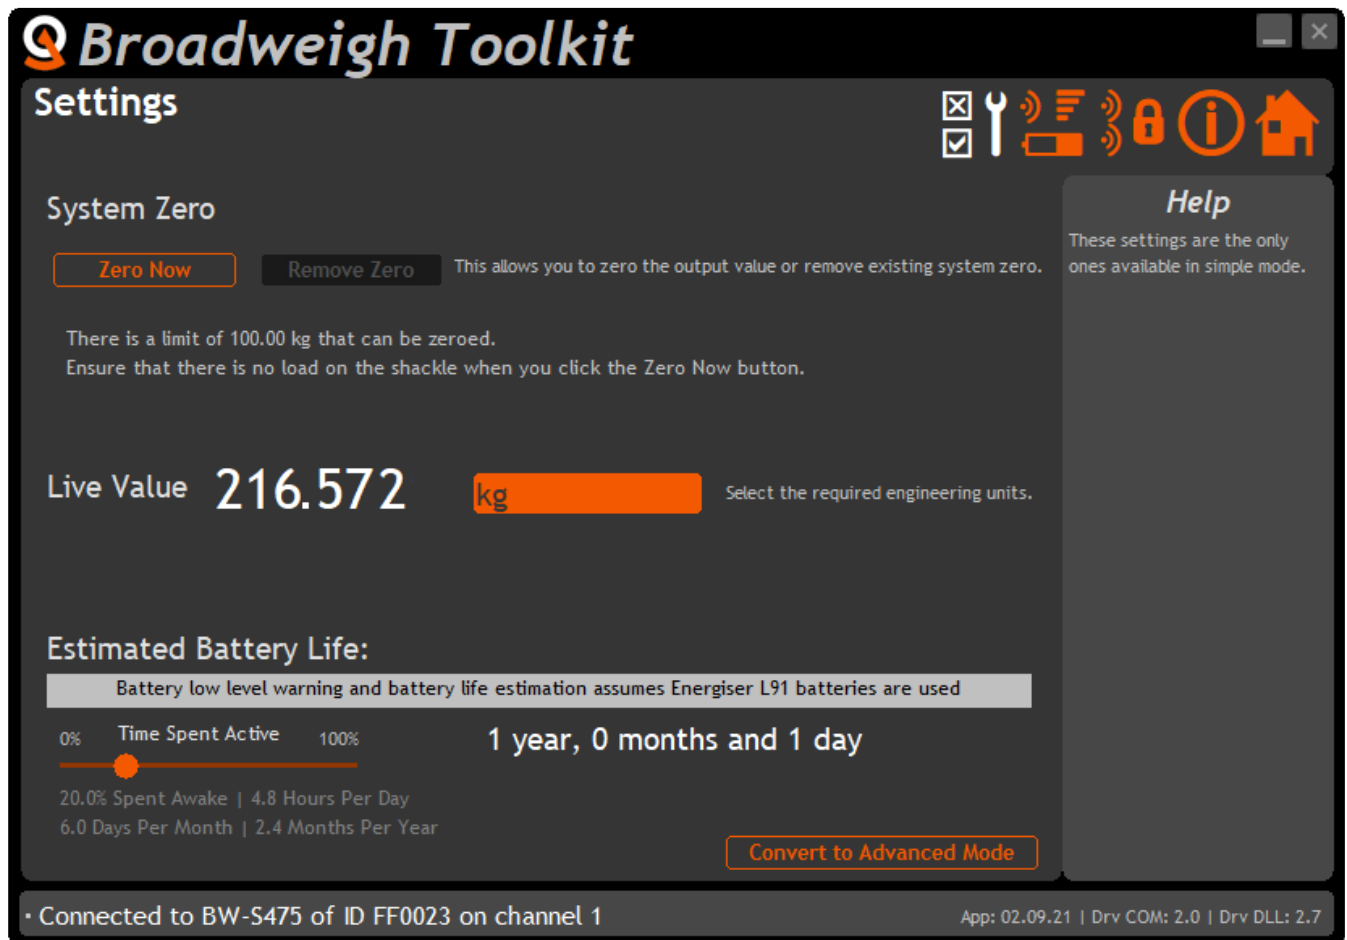 Broadweigh Toolkit
Settings
System Zero
Zero Now
Remove Zero
This allows you to zero the output value or remove existing system zero.
There is a limit of 100.00 kg that can be zeroed.
Ensure that there is no load on the shackle when you click the Zero Now button.
Live Value
216.572
kg
Select the required engineering units.
Estimated Battery Life:
Battery low level warning and battery life estimation assumes Energiser L91 batteries are used
0%
Time Spent Active
100%
1 year, 0 months and 1 day
20.0% Spent Awake | 4.8 Hours Per Day
6.0 Days Per Month | 2.4 Months Per Year
Convert to Advanced Mode
Help
These settings are the only
ones available in simple mode.
Connected to BW-S475 of ID FF0023 on channel 1
App: 02.09.21 | Drv COM: 2.0 | Drv DLL: 2.7